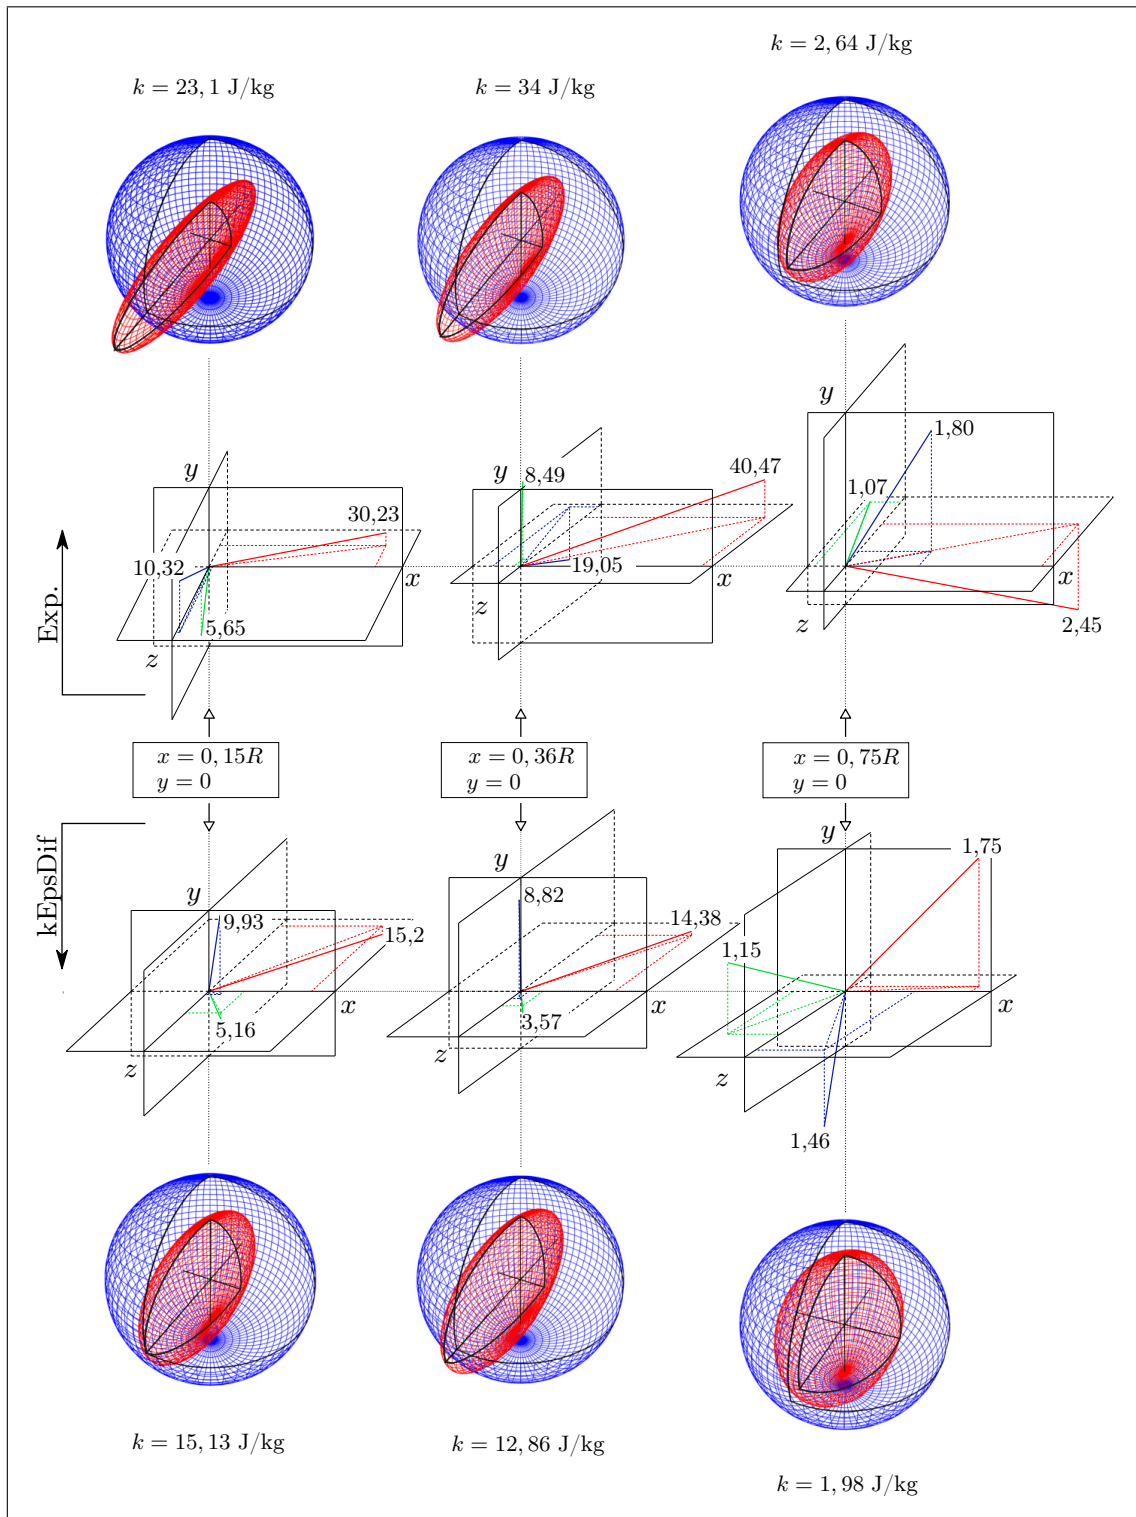 k = 2, 64 J/kg
k = 23, 1 J/kg
k = 34 J/kg
y
1,80
y
8,49
40,47
y
1,07
30,23
10,32
19,05
x
x
x
5,65
z
z
z
2,45
Exp.
x = 0, 15R
y = 0
x = 0, 36R
y = 0
x = 0, 75R
y = 0
kEpsDif
y
1,75
y
y
8,82
9,93
14,38
15,2
1,15
x
x
x
5,16
3,57
z
z
z
1,46
k = 15, 13 J/kg
k = 12, 86 J/kg
k = 1, 98 J/kg